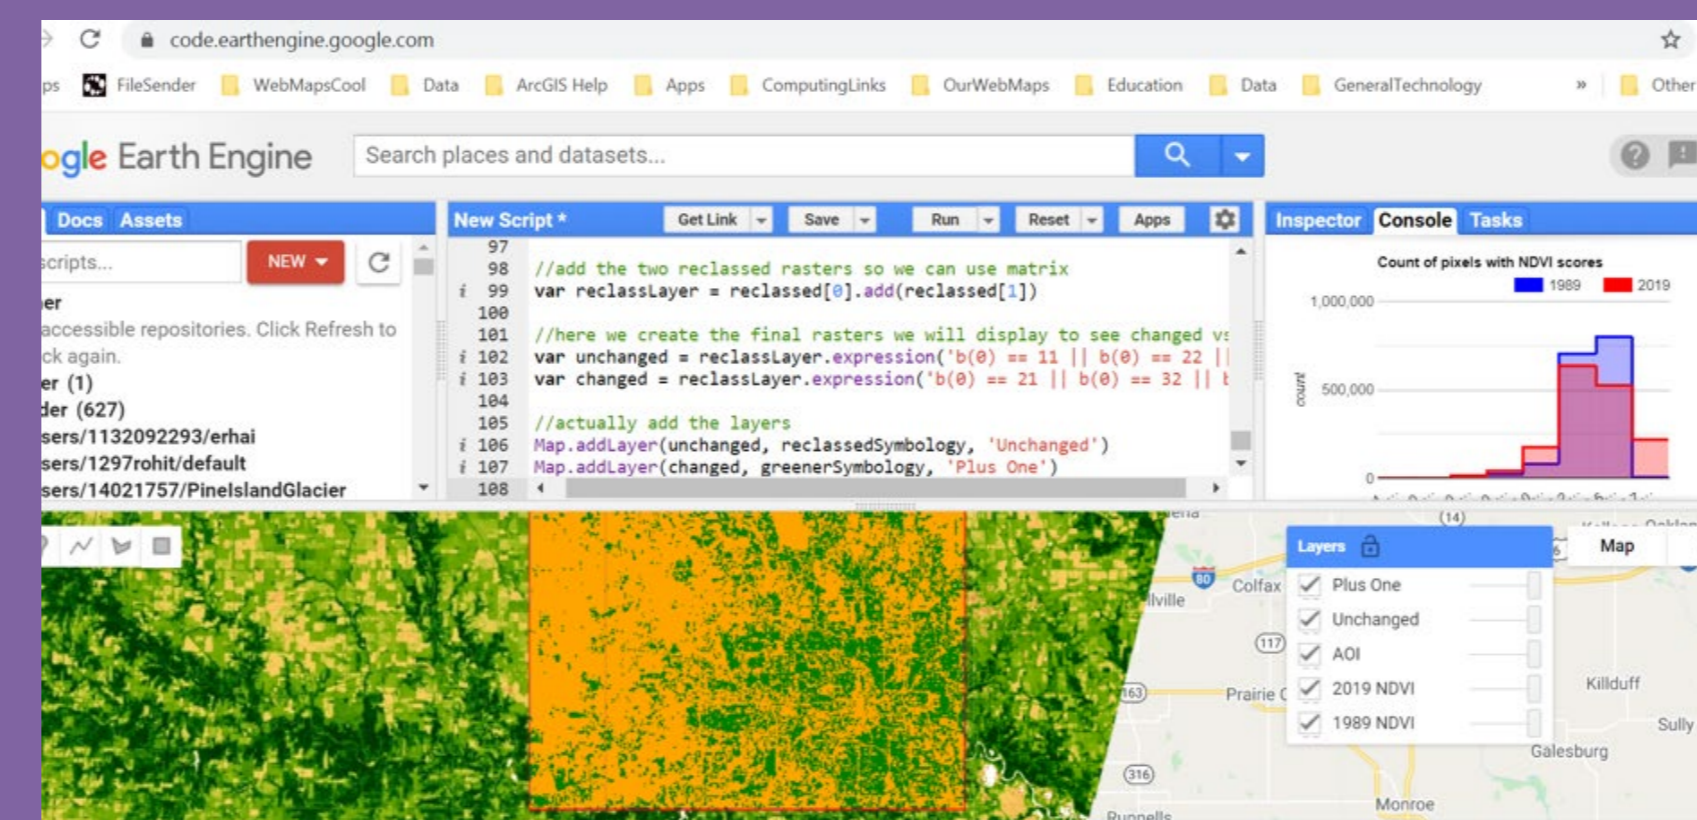 code.earthengine.google.com
ps FileSender WebMapsCool Data ArcGIS Help Apps ComputingLinks OurWebMaps Education Data GeneralTechnology » Other
ogle Earth Engine Search places and datasets...
Docs Assets
scripts... NEW
er
accessible repositories. Click Refresh to
ck again.
er (1)
der (627)
sers/1132092293/erhai
sers/1297rohit/default
sers/14021757/PineIslandGlacier
New Script * Get Link Save Run Reset Apps
97
98 //add the two reclassed rasters so we can use matrix
i 99 var reclassLayer = reclassed[0].add(reclassed[1])
100
101 //here we create the final rasters we will display to see changed vs
i 102 var unchanged = reclassLayer.expression('b(0) == 11 || b(0) == 22 ||
i 103 var changed = reclassLayer.expression('b(0) == 21 || b(0) == 32 || b
104
105 //actually add the layers
i 106 Map.addLayer(unchanged, reclassedSymbology, 'Unchanged')
i 107 Map.addLayer(changed, greenerSymbology, 'Plus One')
108
Inspector Console Tasks
Count of pixels with NDVI scores
1989 2019
1,000,000
500,000
0
count
(14)
Layers
Plus One
Unchanged
AOI
2019 NDVI
1989 NDVI
Map
80
Colfax
llville
117
163
Prairie C
Killduff
Sully
Galesburg
316
Monroe
Runnells